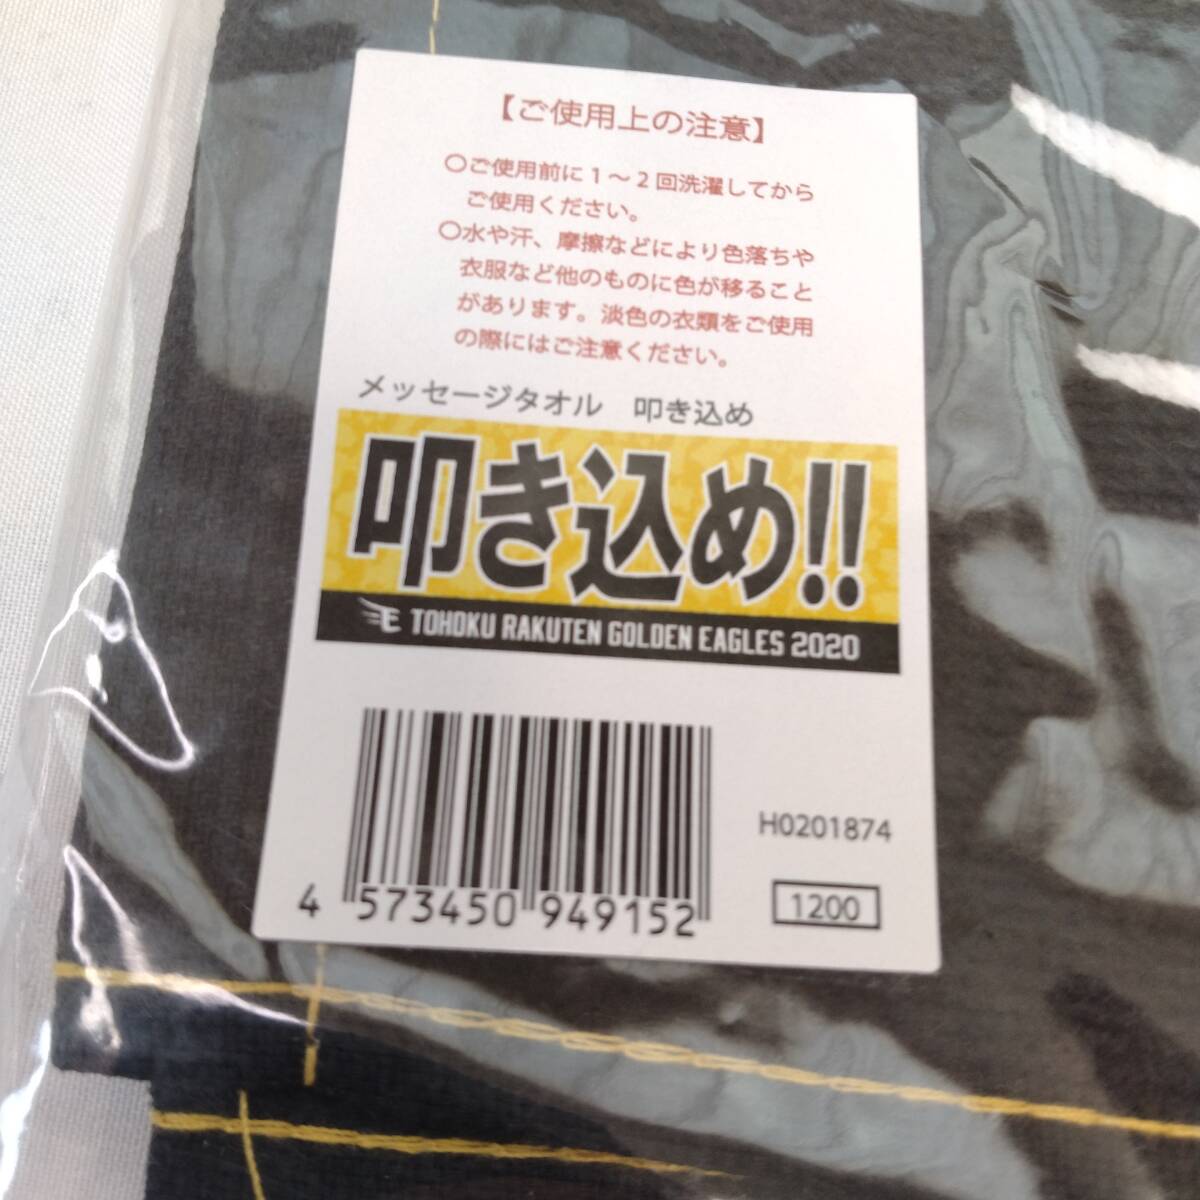 【ご使用上の注意】
〇ご使用前に1～2回洗濯してから
ご使用ください。
〇水や汗、摩擦などにより色落ちや
衣服など他のものに色が移ること
があります。淡色の衣類をご使用
の際にはご注意ください。
メッセージタオル　叩き込め
叩き込め!!
E TOHOKU RAKUTEN GOLDEN EAGLES 2020
H0201874
4 573450 949152
1200